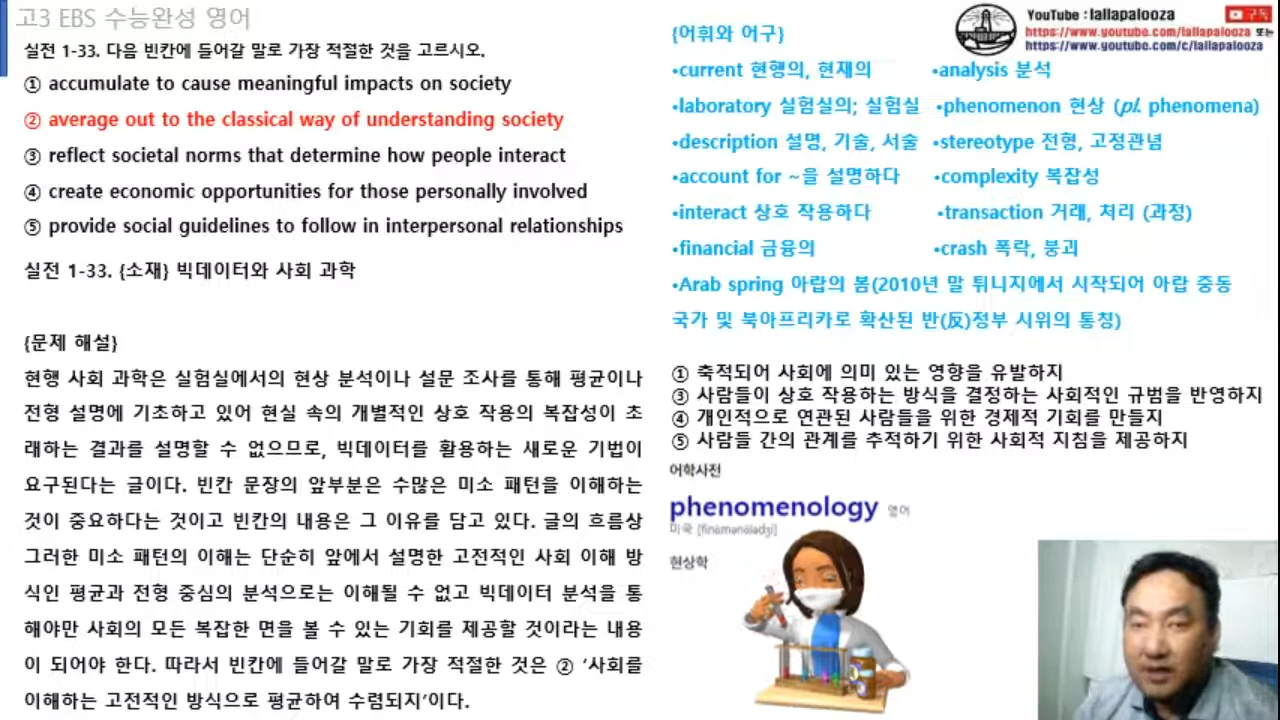 고3 EBS 수능완성 영어
실전 1-33. 다음 빈칸에 들어갈 말로 가장 적절한 것을 고르시오.
① accumulate to cause meaningful impacts on society
② average out to the classical way of understanding society
③ reflect societal norms that determine how people interact
④ create economic opportunities for those personally involved
⑤ provide social guidelines to follow in interpersonal relationships
실전 1-33. {소재} 빅데이터와 사회 과학
{문제 해설}
현행 사회 과학은 실험실에서의 현상 분석이나 설문 조사를 통해 평균이나
전형 설명에 기초하고 있어 현실 속의 개별적인 상호 작용의 복잡성이 초
래하는 결과를 설명할 수 없으므로, 빅데이터를 활용하는 새로운 기법이
요구된다는 글이다. 빈칸 문장의 앞부분은 수많은 미소 패턴을 이해하는
것이 중요하다는 것이고 빈칸의 내용은 그 이유를 담고 있다. 글의 흐름상
그러한 미소 패턴의 이해는 단순히 앞에서 설명한 고전적인 사회 이해 방
식인 평균과 전형 중심의 분석으로는 이해될 수 없고 빅데이터 분석을 통
해야만 사회의 모든 복잡한 면을 볼 수 있는 기회를 제공할 것이라는 내용
이 되어야 한다. 따라서 빈칸에 들어갈 말로 가장 적절한 것은 ② ‘사회를
이해하는 고전적인 방식으로 평균하여 수렴되지’이다.
YouTube : lallapalooza 구독
https://www.youtube.com/lallapalooza 또는
https://www.youtube.com/c/lallapalooza
{어휘와 어구}
•current 현행의, 현재의 •analysis 분석
•laboratory 실험실의; 실험실 •phenomenon 현상 (pl. phenomena)
•description 설명, 기술, 서술 •stereotype 전형, 고정관념
•account for ~을 설명하다 •complexity 복잡성
•interact 상호 작용하다 •transaction 거래, 처리 (과정)
•financial 금융의 •crash 폭락, 붕괴
•Arab spring 아랍의 봄(2010년 말 튀니지에서 시작되어 아랍 중동
국가 및 북아프리카로 확산된 반(反)정부 시위의 통칭)
① 축적되어 사회에 의미 있는 영향을 유발하지
③ 사람들이 상호 작용하는 방식을 결정하는 사회적인 규범을 반영하지
④ 개인적으로 연관된 사람들을 위한 경제적 기회를 만들지
⑤ 사람들 간의 관계를 추적하기 위한 사회적 지침을 제공하지
어학사전
phenomenology 영어
미국
현상학